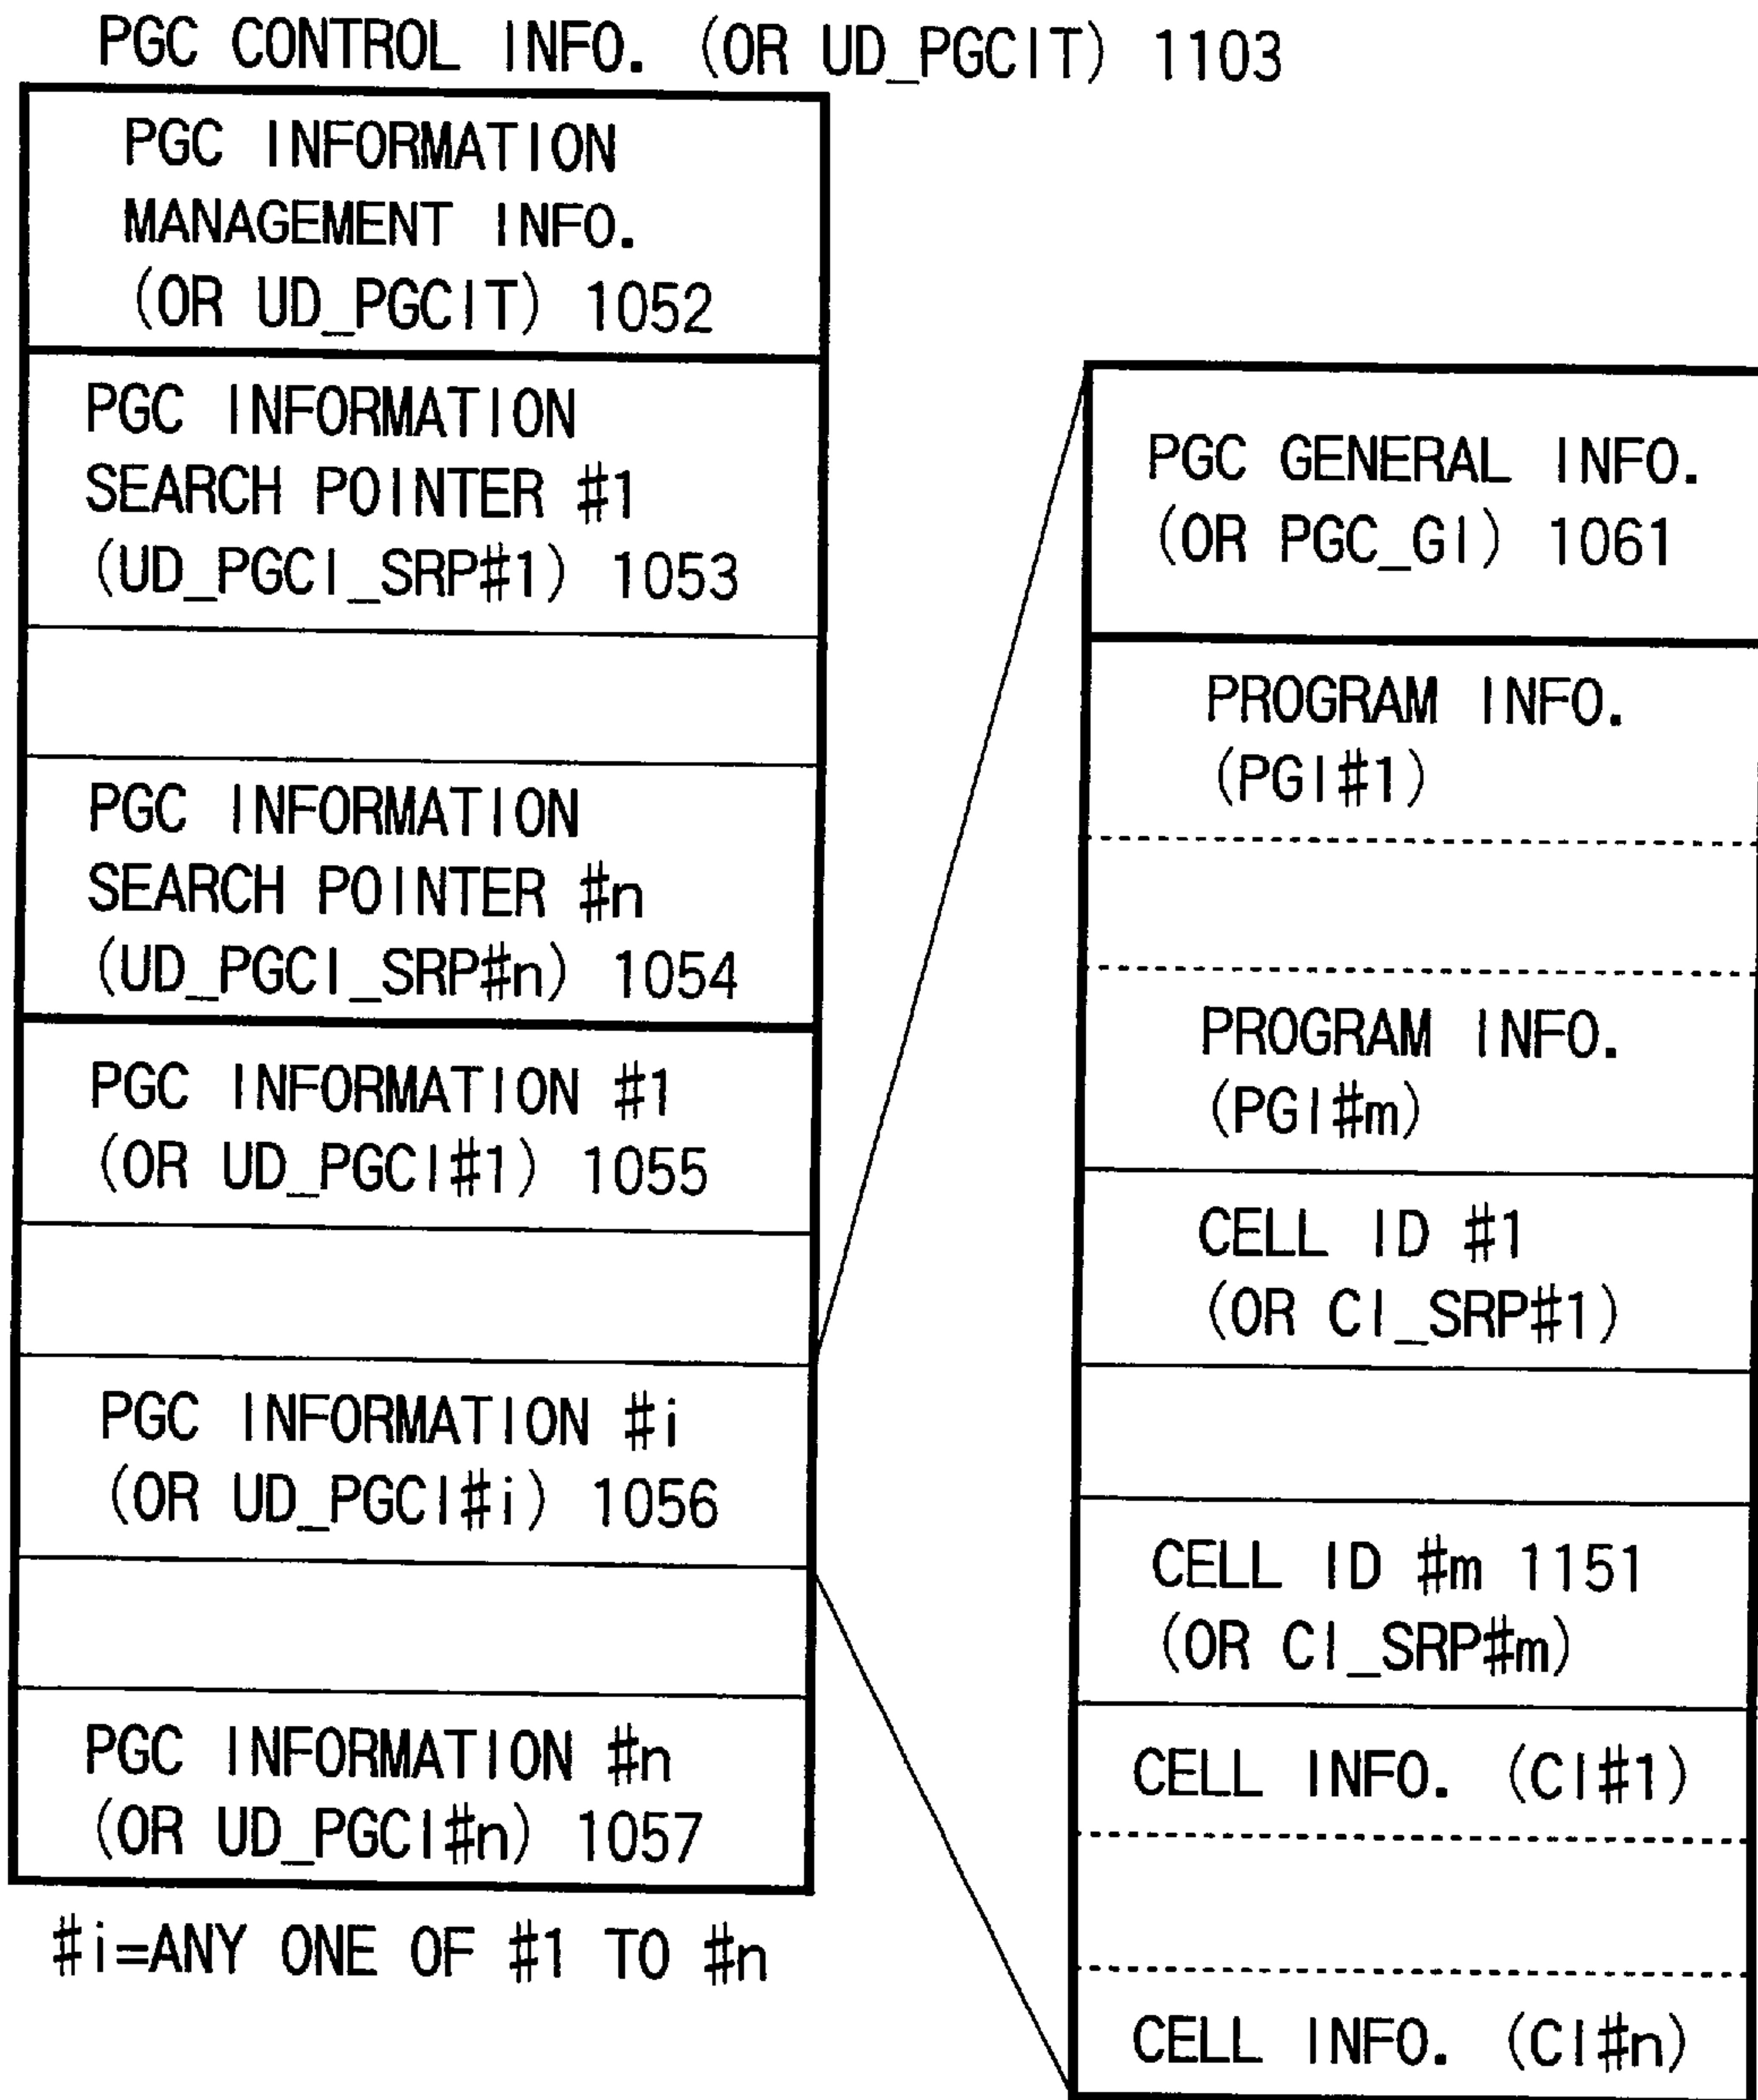 PGC CONTROL INFO. (OR UD_PGCIT) 1103
PGC INFORMATION
MANAGEMENT INFO.
(OR UD_PGCIT) 1052
PGC INFORMATION
SEARCH POINTER #1
(UD_PGCI_SRP#1) 1053
PGC INFORMATION
SEARCH POINTER #n
(UD_PGCI_SRP#n) 1054
PGC INFORMATION #1
(OR UD_PGCI#1) 1055
PGC INFORMATION #i
(OR UD_PGCI#i) 1056
PGC INFORMATION #n
(OR UD_PGCI#n) 1057
#i=ANY ONE OF #1 TO #n
PGC GENERAL INFO.
(OR PGC_GI) 1061
PROGRAM INFO.
(PGI#1)
PROGRAM INFO.
(PGI#m)
CELL ID #1
(OR CI_SRP#1)
CELL ID #m 1151
(OR CI_SRP#m)
CELL INFO. (CI#1)
CELL INFO. (CI#n)